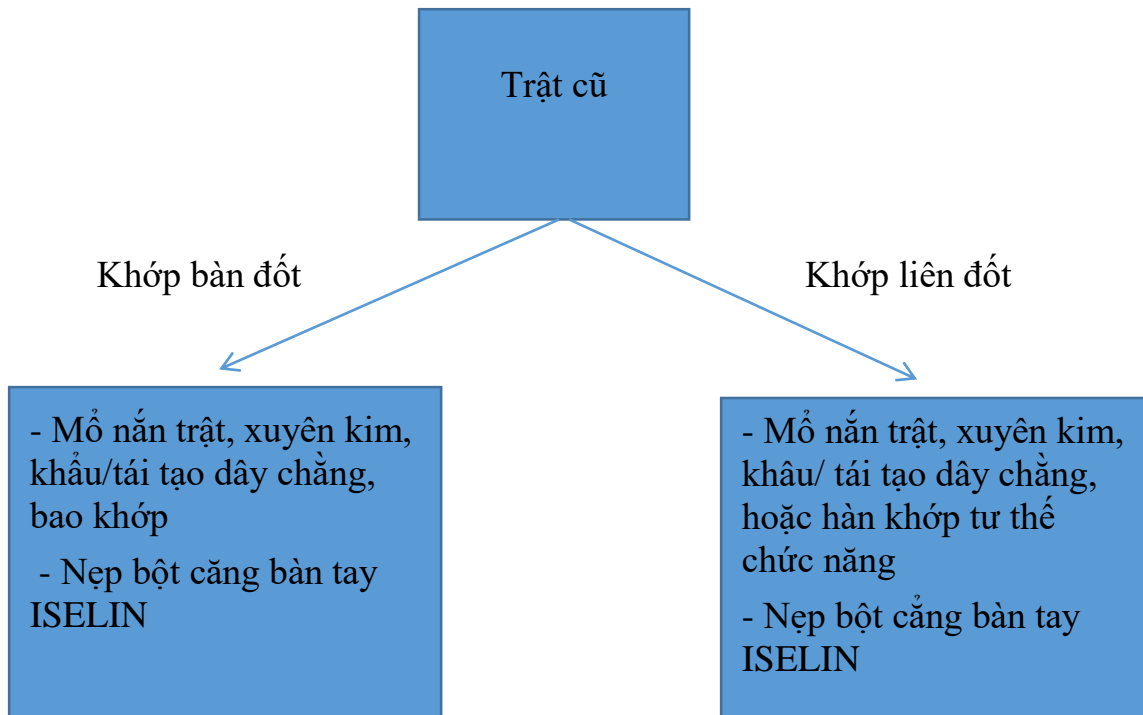 Trật cũ
Khớp bàn đốt
Khớp liên đốt
- Mổ nắn trật, xuyên kim,
khẩu/tái tạo dây chằng,
bao khớp
- Nẹp bột căng bàn tay
ISELIN
- Mổ nắn trật, xuyên kim,
khâu/ tái tạo dây chằng,
hoặc hàn khớp tư thế
chức năng
- Nẹp bột cẳng bàn tay
ISELIN